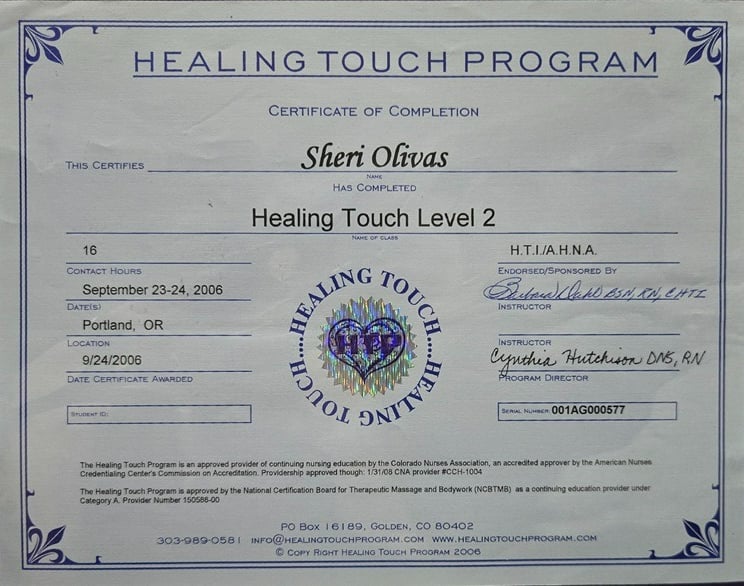 HEALING TOUCH PROGRAM
CERTIFICATE OF COMPLETION
THIS CERTIFIES Sheri Olivas
NAME
HAS COMPLETED
Healing Touch Level 2
NAME OF CLASS
16
CONTACT HOURS
September 23-24, 2006
DATE(S)
Portland, OR
LOCATION
9/24/2006
DATE CERTIFICATE AWARDED
STUDENT ID:
HEALING TOUCH
HTP
HEALING TOUCH
H.T.I./A.H.N.A.
ENDORSED/SPONSORED BY
Barbara BSN, RN, CHTI
INSTRUCTOR
INSTRUCTOR
Cynthia Hutchison DNS, RN
PROGRAM DIRECTOR
SERIAL NUMBER: 001AG000577
The Healing Touch Program is an approved provider of continuing nursing education by the Colorado Nurses Association, an accredited approver by the American Nurses
Credentialing Center's Commission on Accreditation. Providership approved though: 1/31/08 CNA provider #CCH-1004
The Healing Touch Program is approved by the National Certification Board for Therapeutic Massage and Bodywork (NCBTMB) as a continuing education provider under
Category A. Provider Number 150588-00
PO BOX 16189, GOLDEN, CO 80402
303-989-0581 INFO@HEALINGTOUCHPROGRAM.COM WWW.HEALINGTOUCHPROGRAM.COM
© COPY RIGHT HEALING TOUCH PROGRAM 2006